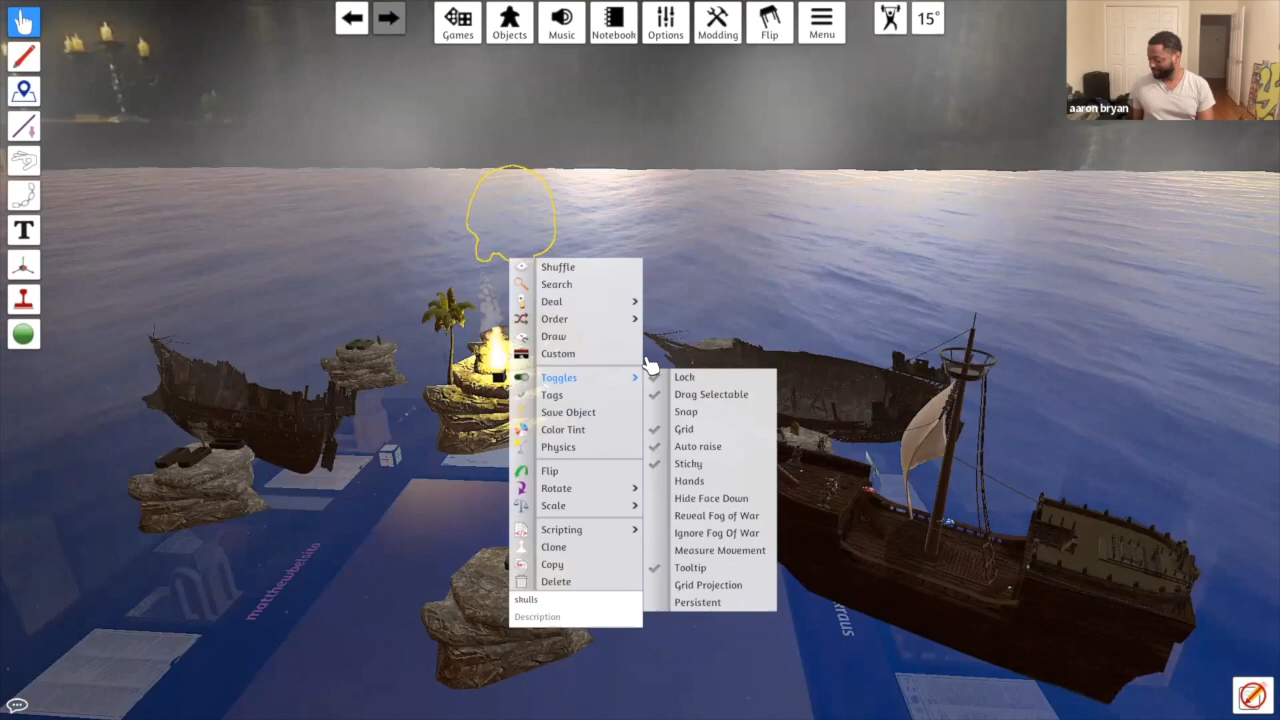 Games
Objects
Music
Notebook
Options
Modding
Flip
Menu
15°
aaron bryan
T
Shuffle
Search
Deal
Order
Draw
Custom
Toggles
Tags
Save Object
Color Tint
Physics
Flip
Rotate
Scale
Scripting
Clone
Copy
Delete
skulls
Description
Lock
Drag Selectable
Snap
Grid
Auto raise
Sticky
Hands
Hide Face Down
Reveal Fog of War
Ignore Fog Of War
Measure Movement
Tooltip
Grid Projection
Persistent
matthewbelsito